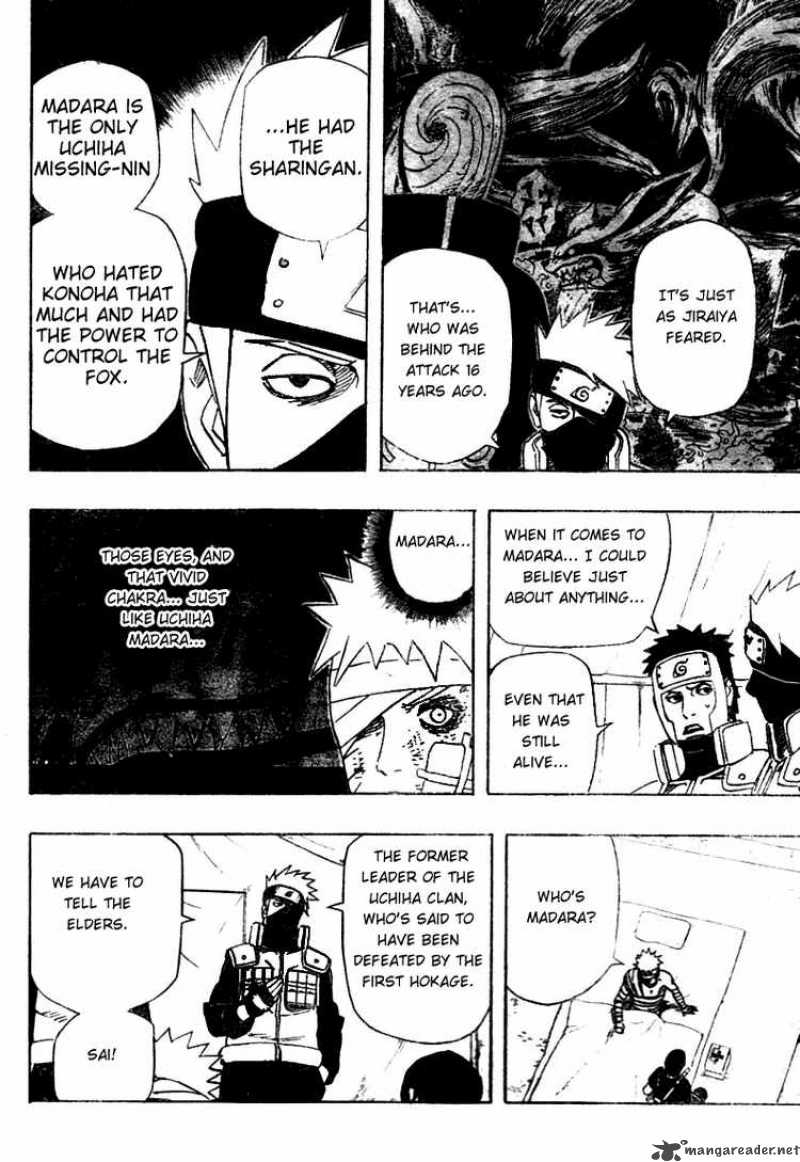 IT'S JUST
AS JIRAIYA
FEARED.
THAT'S...
WHO WAS
BEHIND THE
ATTACK 16
YEARS AGO.
...HE HAD
THE
SHARINGAN.
MADARA IS
THE ONLY
UCHIHA
MISSING-NIN
WHO HATED
KONOHA THAT
MUCH AND HAD
THE POWER TO
CONTROL THE
FOX.
WHEN IT COMES TO
MADARA... I COULD
BELIEVE JUST
ABOUT ANYTHING...
EVEN THAT
HE WAS
STILL
ALIVE...
MADARA...
THOSE EYES, AND
THAT VIVID
CHAKRA... JUST
LIKE UCHIHA
MADARA...
WHO'S
MADARA?
THE FORMER
LEADER OF THE
UCHIHA CLAN,
WHO'S SAID TO
HAVE BEEN
DEFEATED BY THE
FIRST HOKAGE.
WE HAVE TO
TELL THE
ELDERS.
SAI!
mangareader.net